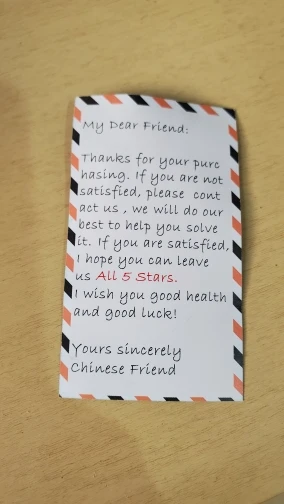 My Dear Friend:
Thanks for your purc
hasing. If you are not
satisfied, please cont
act us , we will do our
best to help you solve
it. If you are satisfied,
I hope you can leave
us All 5 Stars.
I wish you good health
and good luck!
Yours sincerely
Chinese Friend